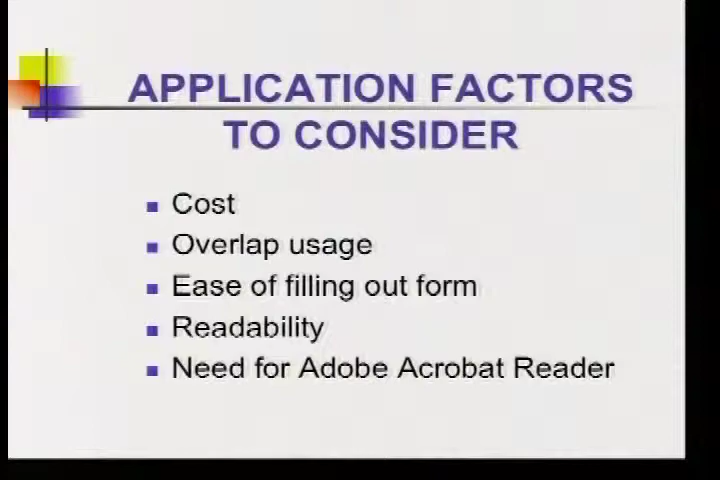 APPLICATION FACTORS
TO CONSIDER
Cost
Overlap usage
Ease of filling out form
Readability
Need for Adobe Acrobat Reader